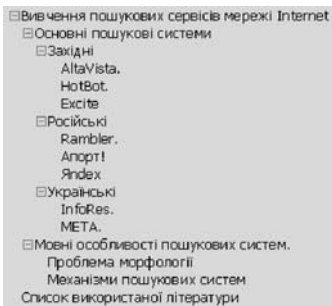 Вивчення пошукових сервісів мережі Internet
Основні пошукові системи
Західні
AltaVista.
HotBot.
Excite
Російські
Rambler.
Апорт!
Яndex
Українські
InfoRes.
МЕТА.
Мовні особливості пошукових систем.
Проблема морфології
Механізми пошукових систем
Список використаної літератури